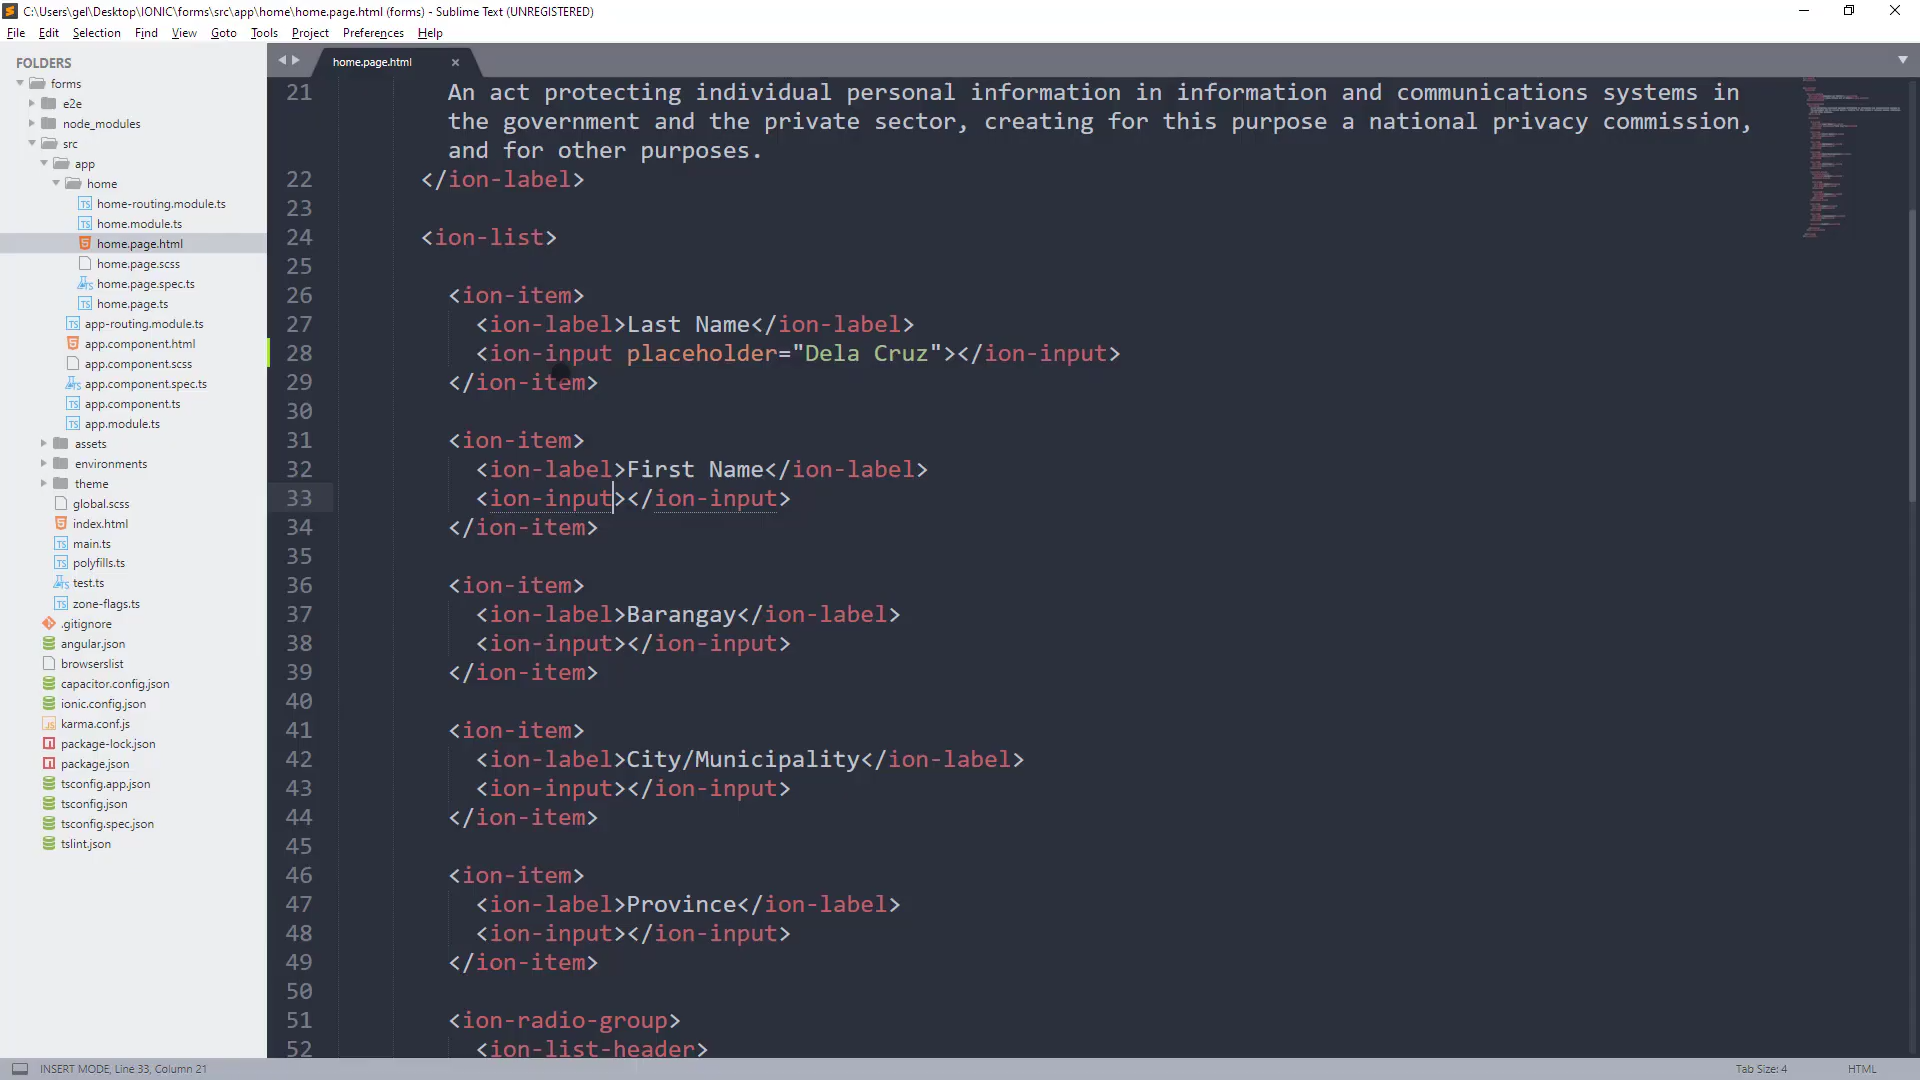 C:\Users\gel\Desktop\IONIC\forms\src\app\home\home.page.html (forms) - Sublime Text (UNREGISTERED)
File Edit Selection Find View Goto Tools Project Preferences Help
FOLDERS
forms
e2e
node_modules
src
app
home
home-routing.module.ts
home.module.ts
home.page.html
home.page.scss
home.page.spec.ts
home.page.ts
app-routing.module.ts
app.component.html
app.component.scss
app.component.spec.ts
app.component.ts
app.module.ts
assets
environments
theme
global.scss
index.html
main.ts
polyfills.ts
test.ts
zone-flags.ts
.gitignore
angular.json
browserslist
capacitor.config.json
ionic.config.json
karma.conf.js
package-lock.json
package.json
tsconfig.app.json
tsconfig.json
tsconfig.spec.json
tslint.json
home.page.html
21 An act protecting individual personal information in information and communications systems in
the government and the private sector, creating for this purpose a national privacy commission,
and for other purposes.
22 </ion-label>
23
24 <ion-list>
25
26 <ion-item>
27 <ion-label>Last Name</ion-label>
28 <ion-input placeholder="Dela Cruz"></ion-input>
29 </ion-item>
30
31 <ion-item>
32 <ion-label>First Name</ion-label>
33 <ion-input></ion-input>
34 </ion-item>
35
36 <ion-item>
37 <ion-label>Barangay</ion-label>
38 <ion-input></ion-input>
39 </ion-item>
40
41 <ion-item>
42 <ion-label>City/Municipality</ion-label>
43 <ion-input></ion-input>
44 </ion-item>
45
46 <ion-item>
47 <ion-label>Province</ion-label>
48 <ion-input></ion-input>
49 </ion-item>
50
51 <ion-radio-group>
52 <ion-list-header>
INSERT MODE, Line 33, Column 21
Tab Size: 4
HTML